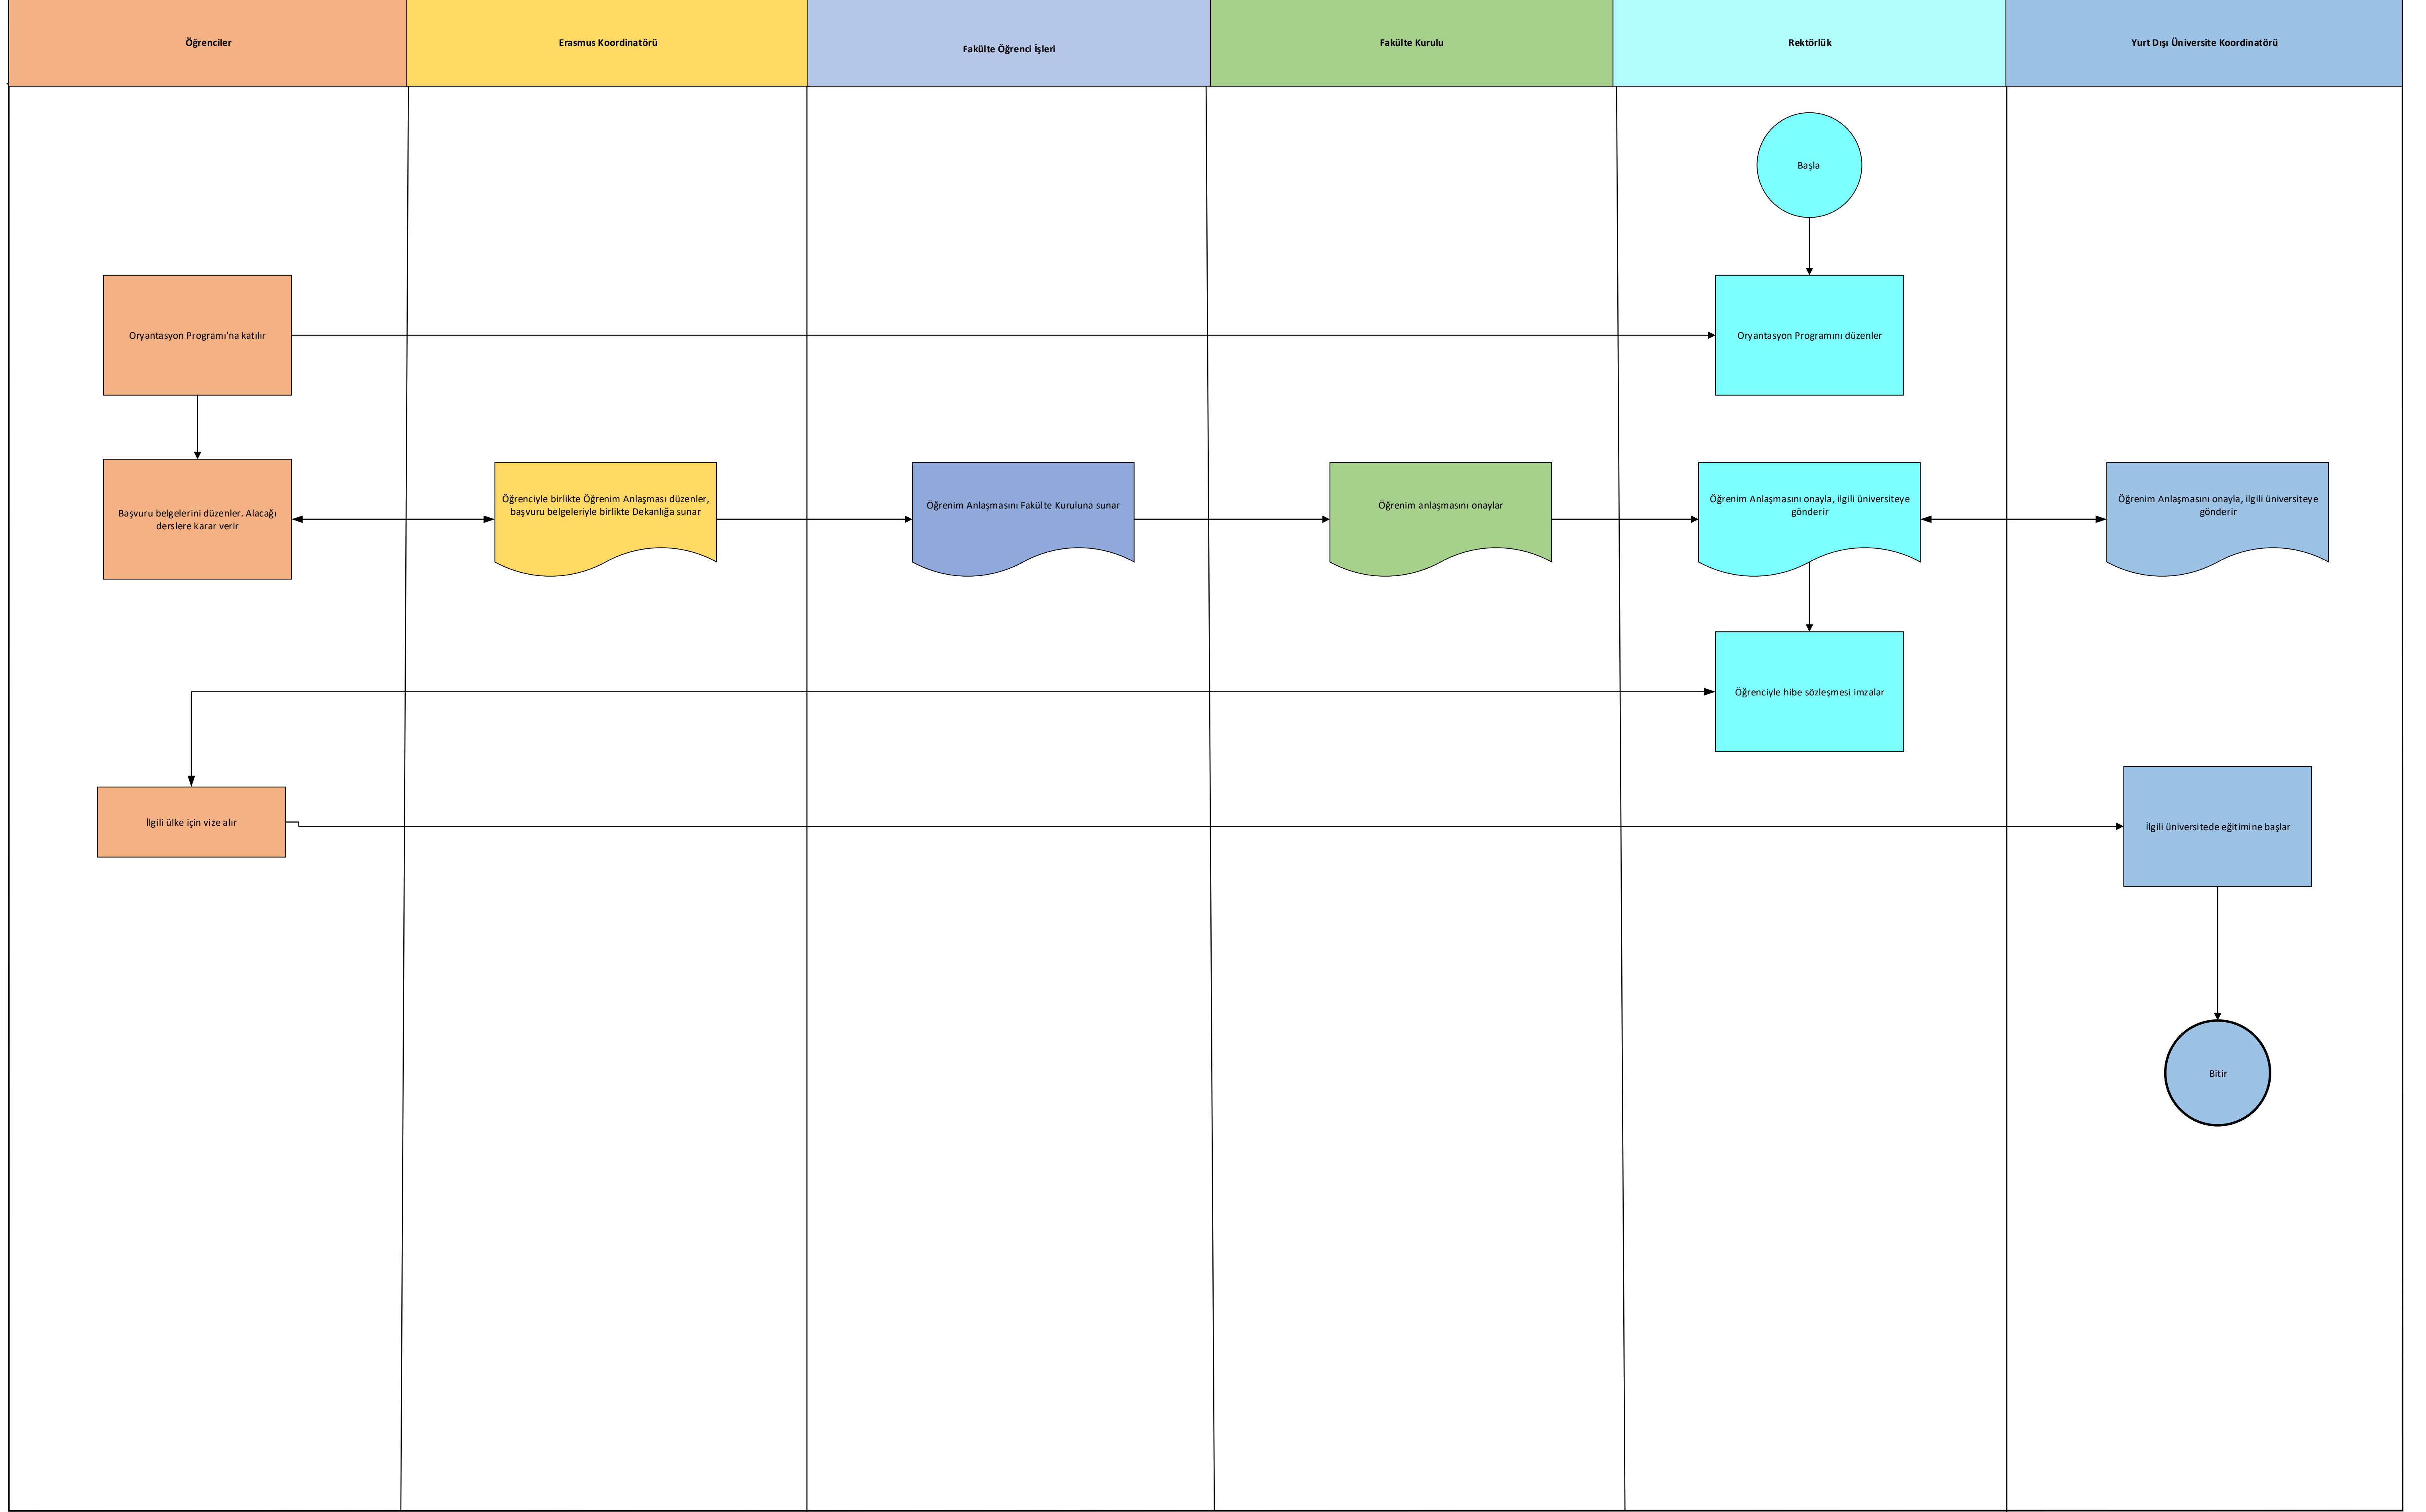 Öğrenciler
Erasmus Koordinatörü
Fakülte Öğrenci İşleri
Fakülte Kurulu
Rektörlük
Yurt Dışı Üniversite Koordinatörü
Başla
Oryantasyon Programı'na katılır
Oryantasyon Programını düzenler
Başvuru belgelerini düzenler. Alacağı
derslere karar verir
Öğrenciyle birlikte Öğrenim Anlaşması düzenler,
başvuru belgeleriyle birlikte Dekanlığa sunar
Öğrenim Anlaşmasını Fakülte Kuruluna sunar
Öğrenim anlaşmasını onaylar
Öğrenim Anlaşmasını onayla, ilgili üniversiteye
gönderir
Öğrenim Anlaşmasını onayla, ilgili üniversiteye
gönderir
Öğrenciyle hibe sözleşmesi imzalar
İlgili ülke için vize alır
İlgili üniversitede eğitimine başlar
Bitir